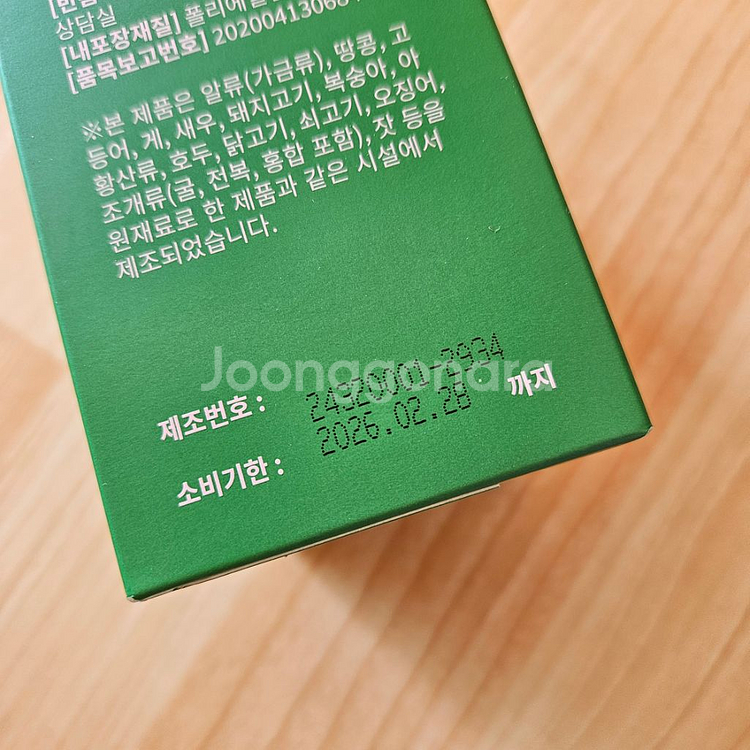 상담실
[내포장재질] 폴리에틸
[품목보고번호] 2020041306
※본 제품은 알류(가금류), 땅콩, 고
등어, 게, 새우, 돼지고기, 복숭아, 아
황산류, 호두, 닭고기, 쇠고기, 오징어,
조개류(굴, 전복, 홍합 포함), 잣 등을
원재료로 한 제품과 같은 시설에서
제조되었습니다.
Joonggonara
제조번호 :
소비기한 : 2026.02.28 까지